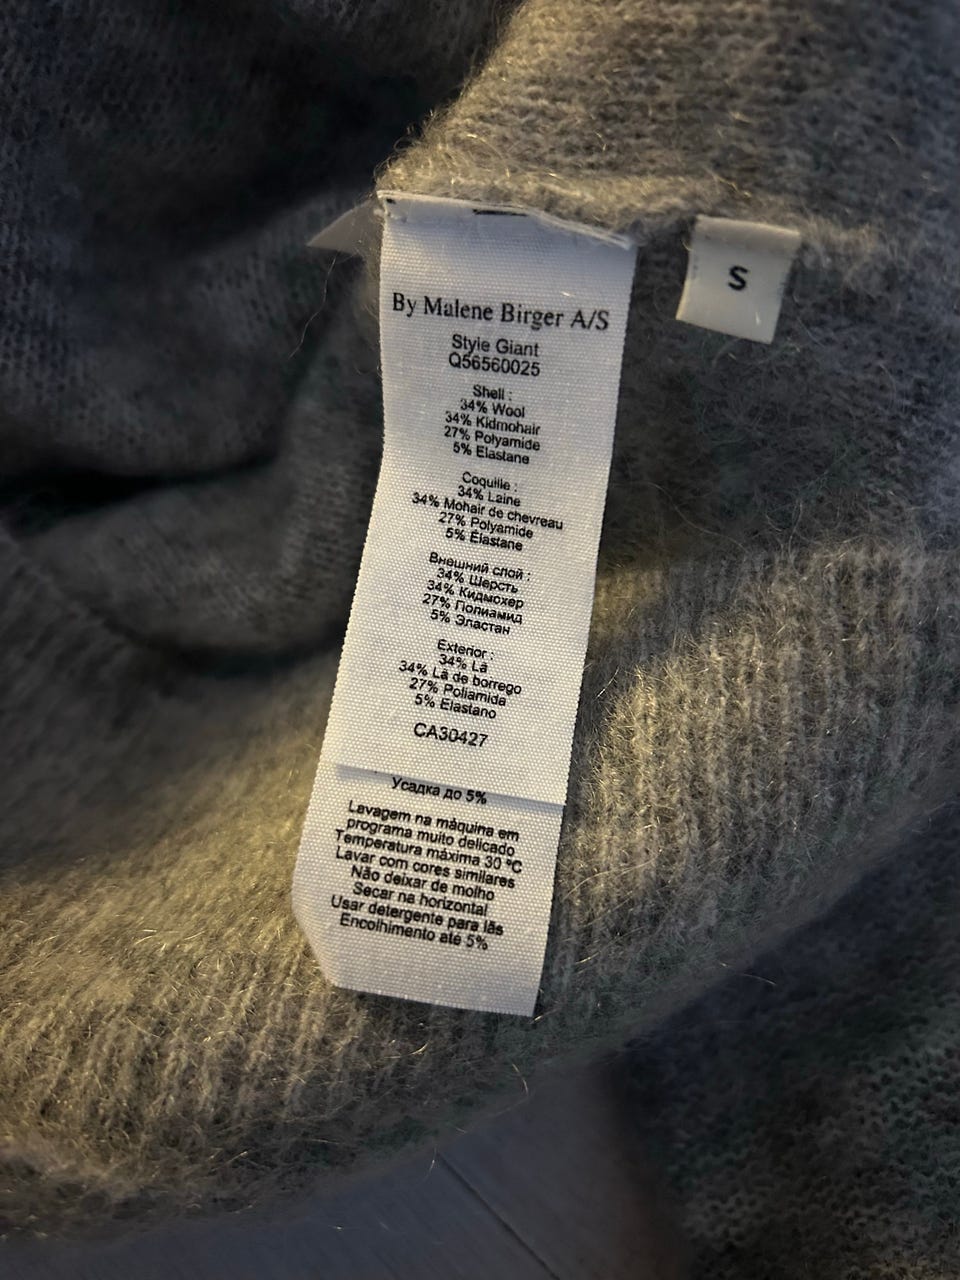 By Malene Birger A/S
Style Giant
Q56560025
Shell :
34% Wool
34% Kidmohair
27% Polyamide
5% Elastane
Coquille :
34% Laine
34% Mohair de chevreau
27% Polyamide
5% Élastane
Внешний слой :
34% Шерсть
34% Кидмохер
27% Полиамид
5% Эластан
Exterior :
34% Lã
34% Lã de borrego
27% Poliamida
5% Elastano
CA30427
Усадка до 5%
Lavagem na máquina em
programa muito delicado
Temperatura máxima 30 ºC
Lavar com cores similares
Não deixar de molho
Secar na horizontal
Usar detergente para lãs
Encolhimento até 5%
S